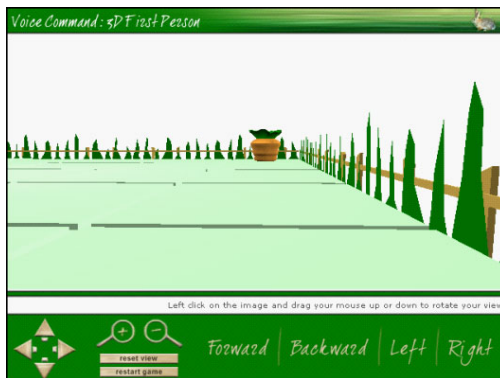 Voice Command : 3D First Person
Left click on the image and drag your mouse up or down to rotate your view
Forward Backward Left Right
reset view
restart game